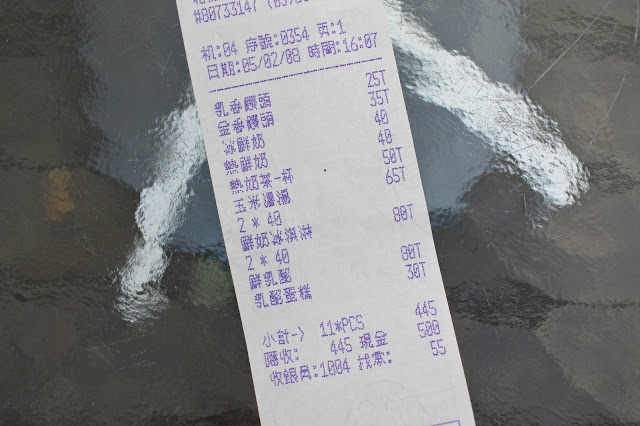 #80733147
机:04 序號:0354 頁:1
日期:05/02/08 時間:16:07
乳香饅頭 25T
金香饅頭 35T
冰鮮奶 40
熱鮮奶 40
熱奶茶-杯 50T
玉米濃湯 65T
2 * 40
鮮奶冰淇淋 80T
2 * 40
鮮乳酪 80T
乳酪蛋糕 30T
小計-> 11*PCS 445
應收: 445 現金 500
收銀員:1004 找零: 55